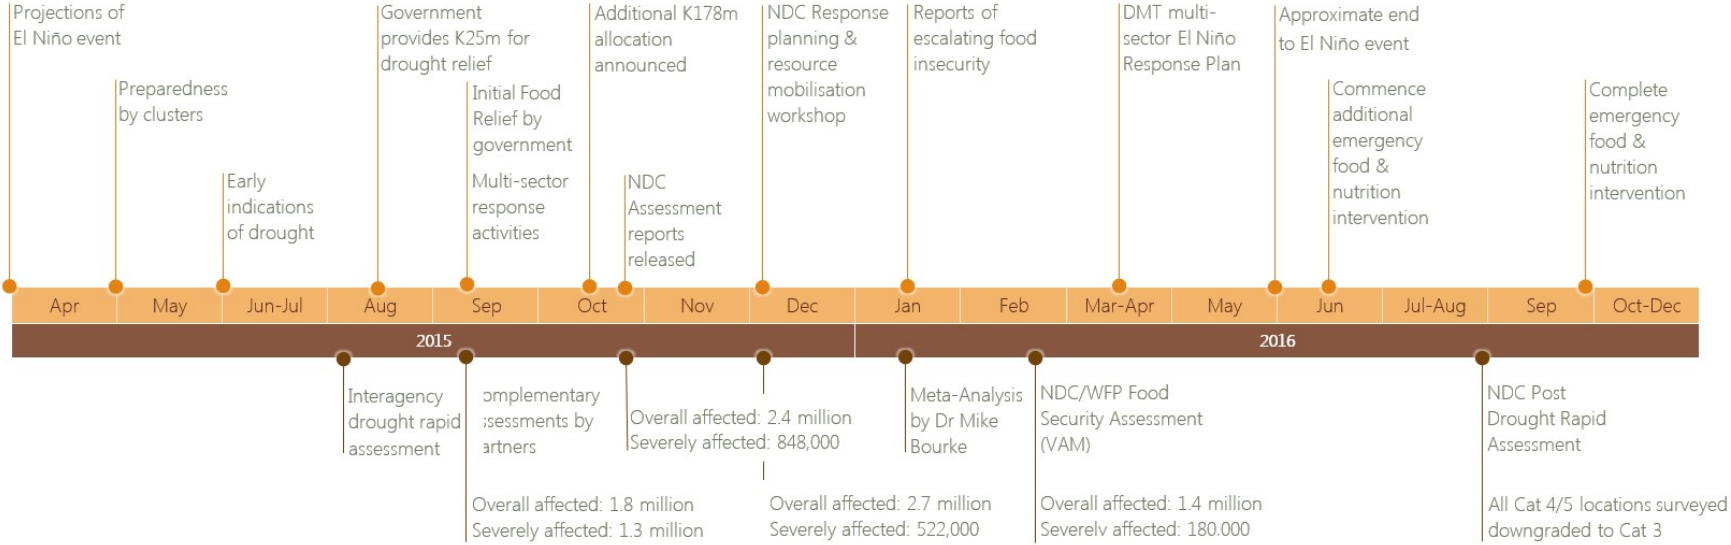 Projections of
El Niño event
Preparedness
by clusters
Early
indications
of drought
Government
provides K25m for
drought relief
Initial Food
Relief by
government
Multi-sector
response
activities
Additional K178m
allocation
announced
NDC
Assessment
reports
released
NDC Response
planning &
resource
mobilisation
workshop
Reports of
escalating food
insecurity
DMT multi-
sector El Niño
Response Plan
Approximate end
to El Niño event
Commence
additional
emergency
food &
nutrition
intervention
Complete
emergency
food &
nutrition
intervention
Apr May Jun-Jul Aug Sep Oct Nov Dec Jan Feb Mar-Apr May Jun Jul-Aug Sep Oct-Dec
2015 2016
Interagency
drought rapid
assessment
omplementary
ssessments by
artners
Overall affected: 1.8 million
Severely affected: 1.3 million
Overall affected: 2.4 million
Severely affected: 848,000
Overall affected: 2.7 million
Severely affected: 522,000
Meta-Analysis
by Dr Mike
Bourke
NDC/WFP Food
Security Assessment
(VAM)
Overall affected: 1.4 million
Severely affected: 180.000
NDC Post
Drought Rapid
Assessment
All Cat 4/5 locations surveyed
downgraded to Cat 3